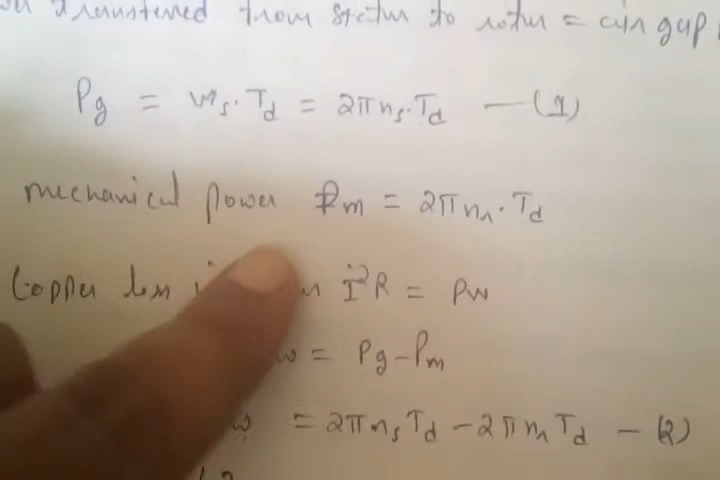 transferred from stator to rotor = air gap
Pg = ws. Td = 2πns. Td —(1)
mechanical power Pm = 2πnr. Td
Copper loss I²R = Pw
w = Pg-Pm
w = 2πns Td - 2πnr Td - (2)